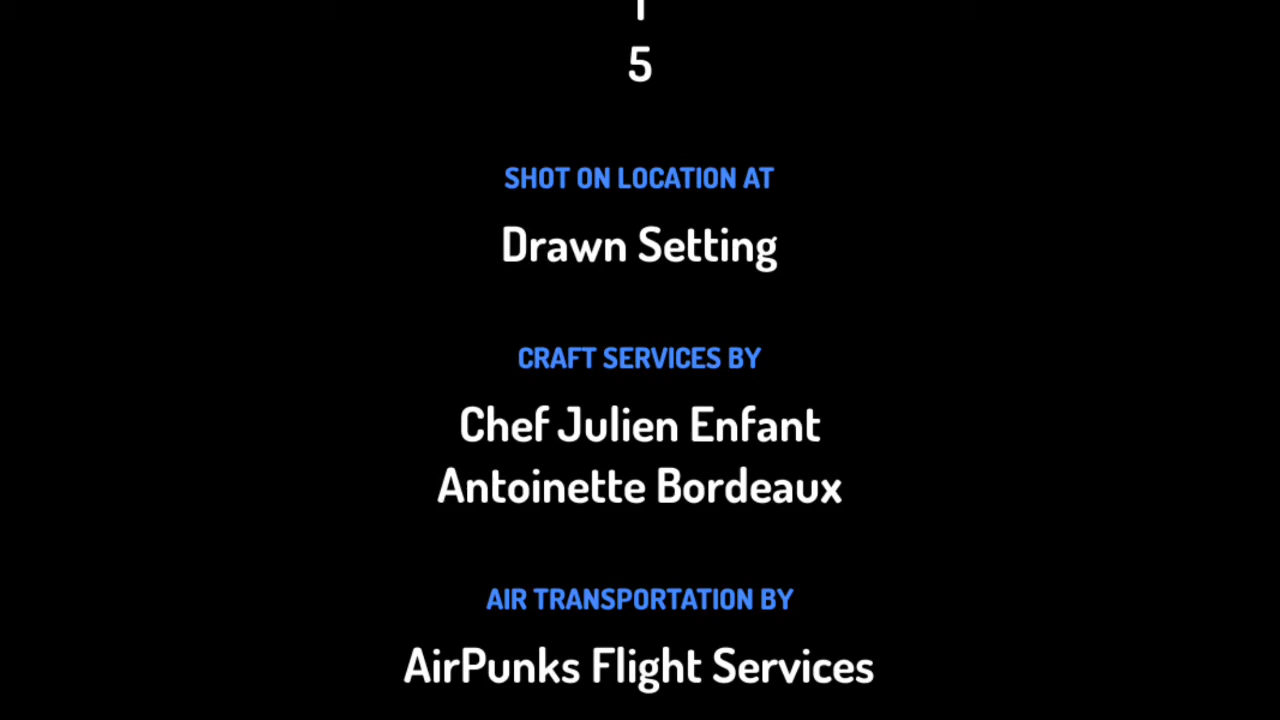 5
SHOT ON LOCATION AT
Drawn Setting
CRAFT SERVICES BY
Chef Julien Enfant
Antoinette Bordeaux
AIR TRANSPORTATION BY
AirPunks Flight Services